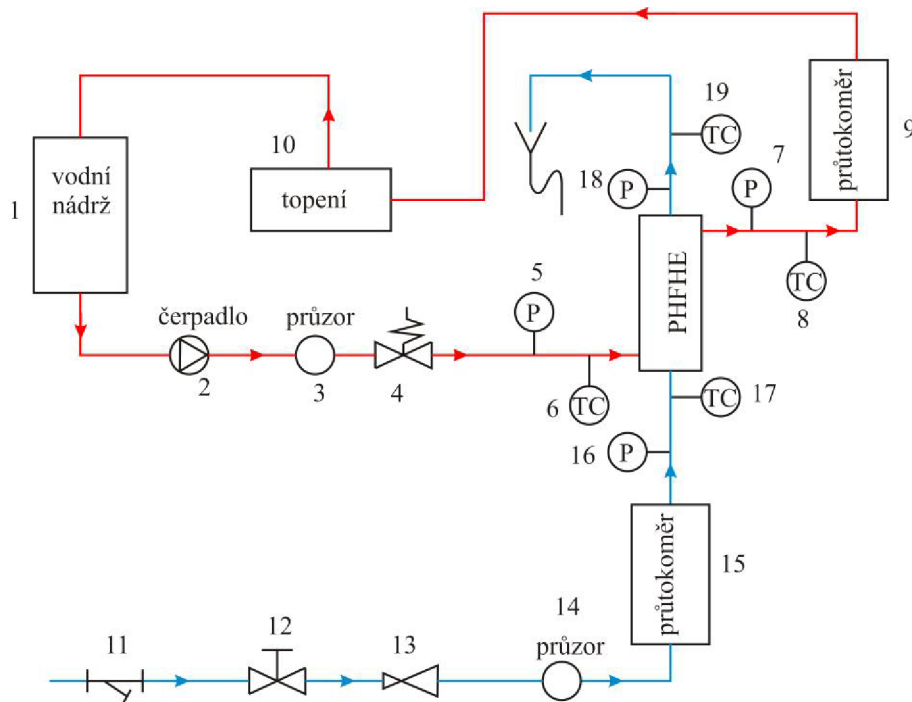 19
TC
10
7
9
průtokoměr
vodní
nádrž
1
18
P
P
topení
5
PHFHE
TC
8
čerpadlo
průzor
P
2
3
4
6
TC
TC
17
16
P
průtokoměr
15
14
11
12
13
průzor